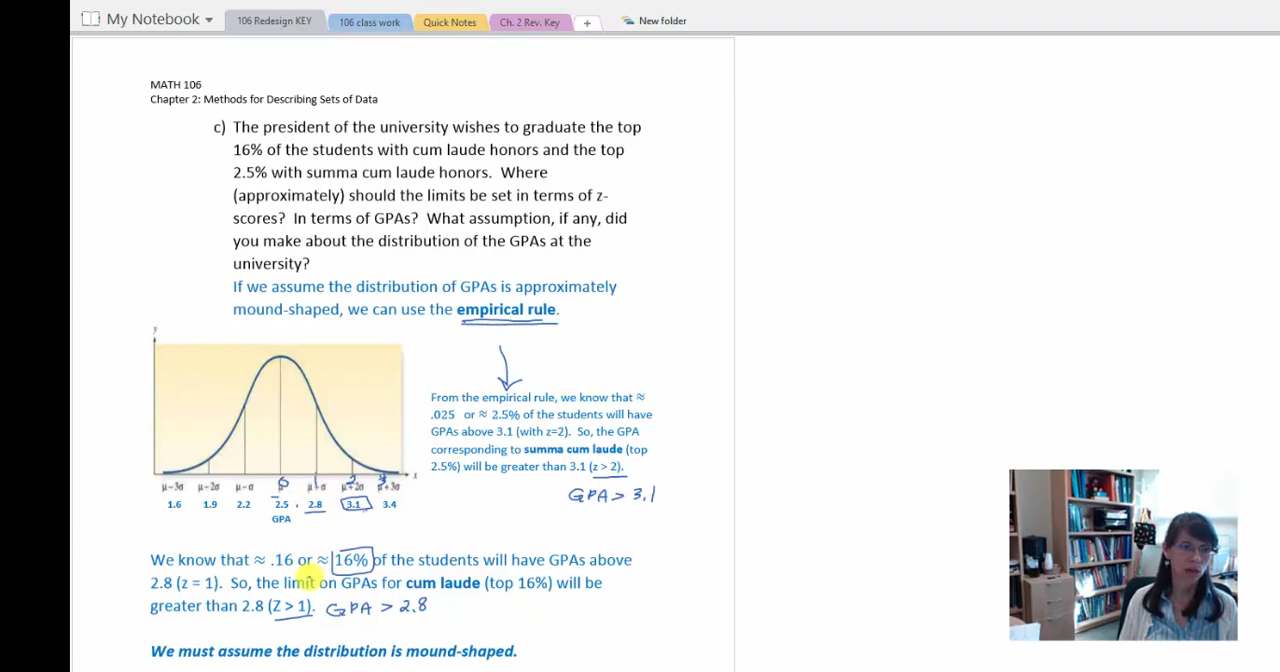 My Notebook
106 Redesign KEY
106 class work
Quick Notes
Ch. 2 Rev. Key
+
New folder
MATH 106
Chapter 2: Methods for Describing Sets of Data
c) The president of the university wishes to graduate the top
16% of the students with cum laude honors and the top
2.5% with summa cum laude honors. Where
(approximately) should the limits be set in terms of z-
scores? In terms of GPAs? What assumption, if any, did
you make about the distribution of the GPAs at the
university?
If we assume the distribution of GPAs is approximately
mound-shaped, we can use the empirical rule.
y
From the empirical rule, we know that ≈
.025 or ≈ 2.5% of the students will have
GPAs above 3.1 (with z=2). So, the GPA
corresponding to summa cum laude (top
2.5%) will be greater than 3.1 (z > 2).
GPA > 3.1
x
0 1 2 3
μ−3σ μ−2σ μ−σ μ μ+σ μ+2σ μ+3σ
1.6 1.9 2.2 2.5 2.8 3.1 3.4
GPA
We know that ≈ .16 or ≈ 16% of the students will have GPAs above
2.8 (z = 1). So, the limit on GPAs for cum laude (top 16%) will be
greater than 2.8 (Z > 1). GPA > 2.8
We must assume the distribution is mound-shaped.